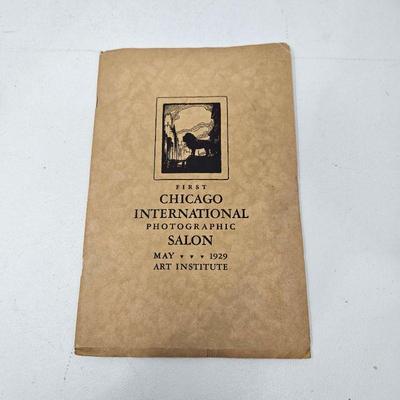 FIRST
CHICAGO
INTERNATIONAL
PHOTOGRAPHIC
SALON
MAY ▾ ▾ ▾ 1929
ART INSTITUTE